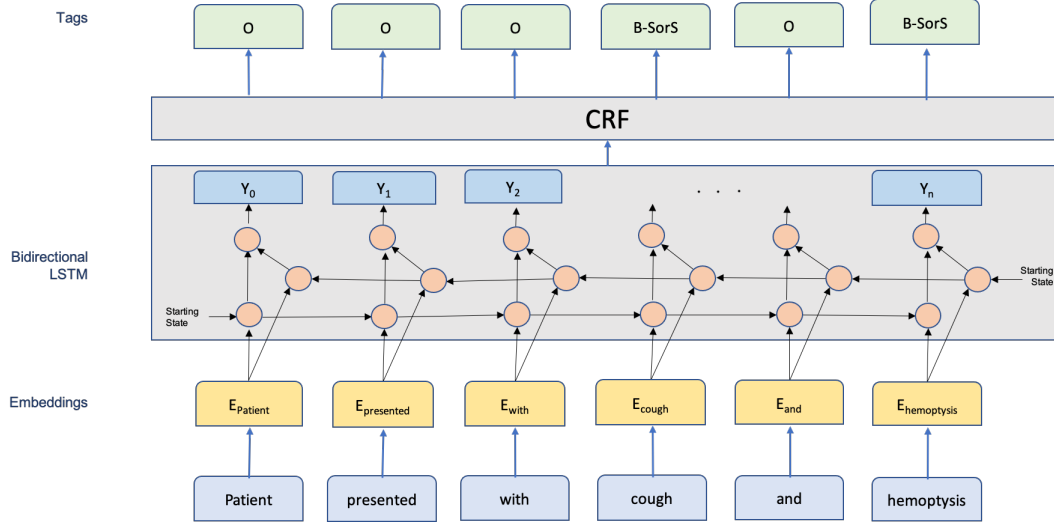 Tags
O O O B-SorS O B-SorS
CRF
Y0 Y1 Y2 . . . Yn
Bidirectional
LSTM
Starting
State
Starting
State
Embeddings
EPatient Epresented Ewith Ecough Eand Ehemoptysis
Patient presented with cough and hemoptysis